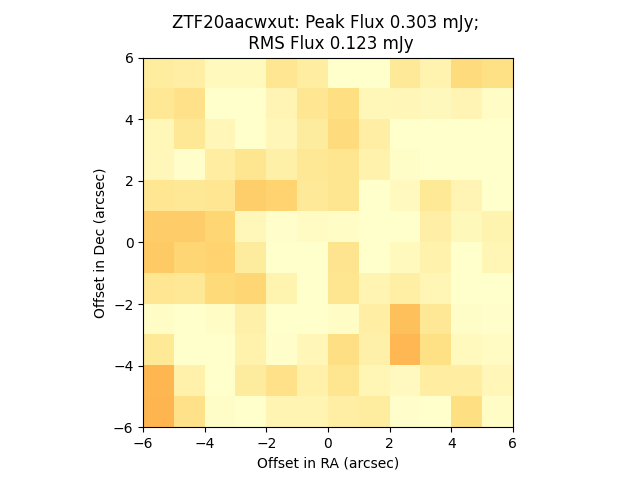 ZTF20aacwxut: Peak Flux 0.303 mJy;
RMS Flux 0.123 mJy
6
4
2
0
−2
−4
−6
Offset in Dec (arcsec)
−6 −4 −2 0 2 4 6
Offset in RA (arcsec)